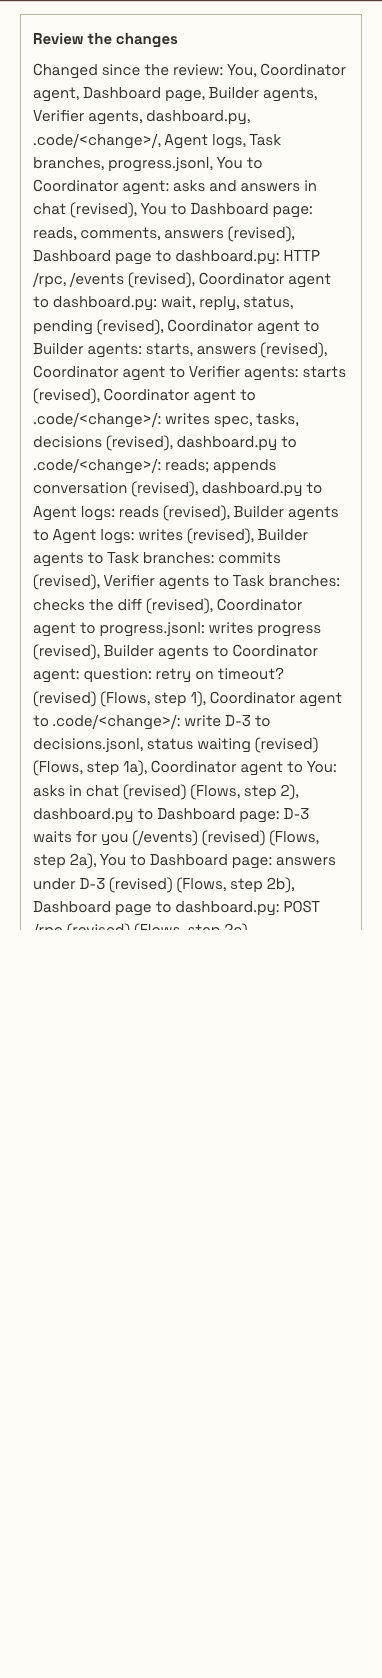 Review the changes
Changed since the review: You, Coordinator
agent, Dashboard page, Builder agents,
Verifier agents, dashboard.py,
.code/<change>/, Agent logs, Task
branches, progress.jsonl, You to
Coordinator agent: asks and answers in
chat (revised), You to Dashboard page:
reads, comments, answers (revised),
Dashboard page to dashboard.py: HTTP
/rpc, /events (revised), Coordinator agent
to dashboard.py: wait, reply, status,
pending (revised), Coordinator agent to
Builder agents: starts, answers (revised),
Coordinator agent to Verifier agents: starts
(revised), Coordinator agent to
.code/<change>/: writes spec, tasks,
decisions (revised), dashboard.py to
.code/<change>/: reads; appends
conversation (revised), dashboard.py to
Agent logs: reads (revised), Builder agents
to Agent logs: writes (revised), Builder
agents to Task branches: commits
(revised), Verifier agents to Task branches:
checks the diff (revised), Coordinator
agent to progress.jsonl: writes progress
(revised), Builder agents to Coordinator
agent: question: retry on timeout?
(revised) (Flows, step 1), Coordinator agent
to .code/<change>/: write D-3 to
decisions.jsonl, status waiting (revised)
(Flows, step 1a), Coordinator agent to You:
asks in chat (revised) (Flows, step 2),
dashboard.py to Dashboard page: D-3
waits for you (/events) (revised) (Flows,
step 2a), You to Dashboard page: answers
under D-3 (revised) (Flows, step 2b),
Dashboard page to dashboard.py: POST
/rpc (revised) (Flows, step 2c),